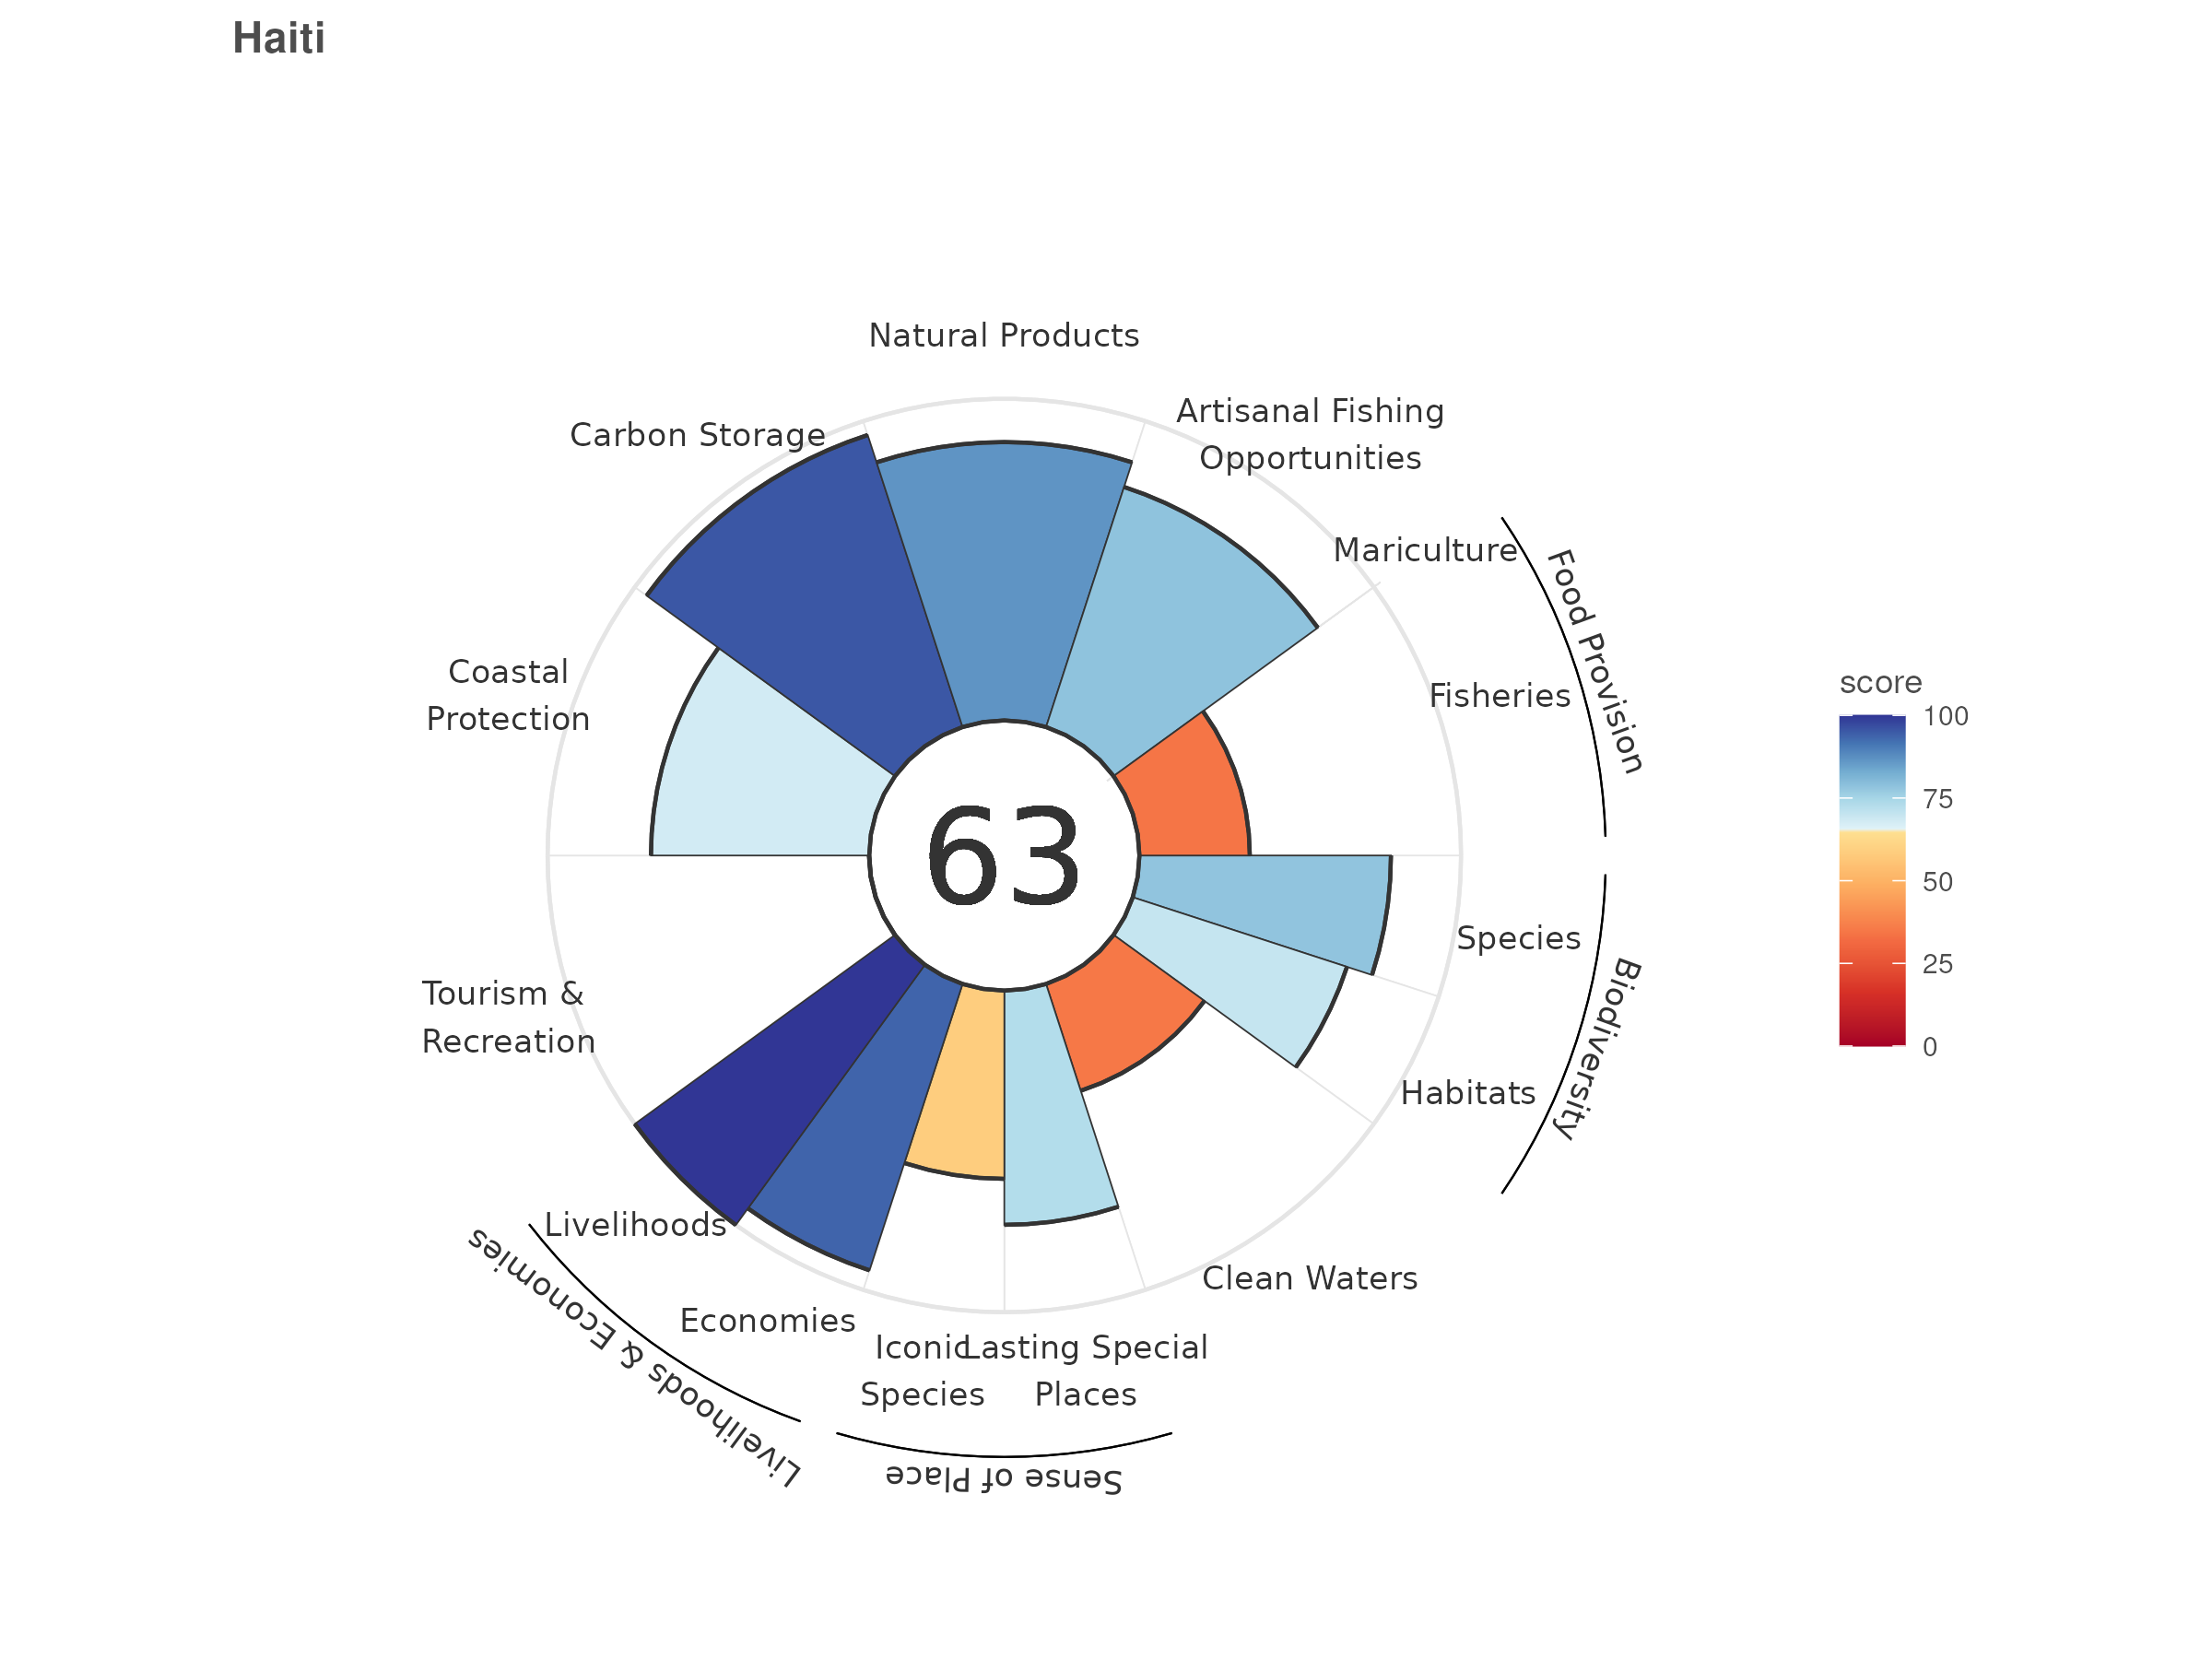 Haiti
Natural Products
Artisanal Fishing
Opportunities
Carbon Storage
Mariculture
Food Provision
Fisheries
Coastal
Protection
score
100
75
50
25
0
63
Species
Biodiversity
Habitats
Tourism &
Recreation
Livelihoods
Livelihoods & Economies
Clean Waters
Economies
Iconic
Species
Lasting Special
Places
Sense of Place